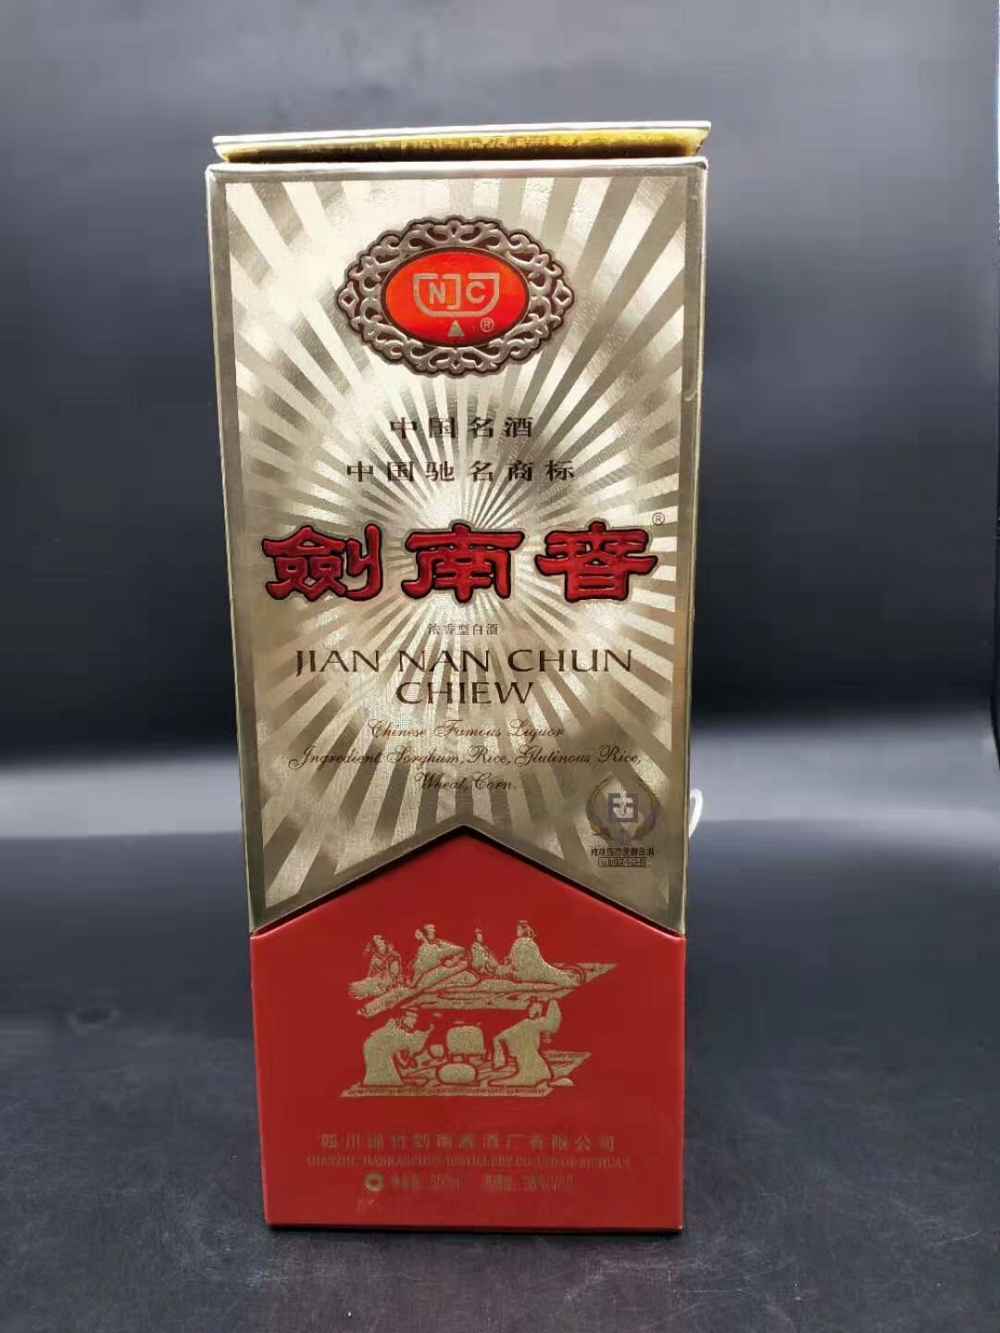 NJC
®
中国名酒
中国驰名商标
劍南春®
浓香型白酒
JIAN NAN CHUN
CHIEW
Chinese Famous Liquor
Ingredient Sorghum, Rice, Glutinous Rice,
Wheat, Corn.
四川绵竹剑南春酒厂有限公司